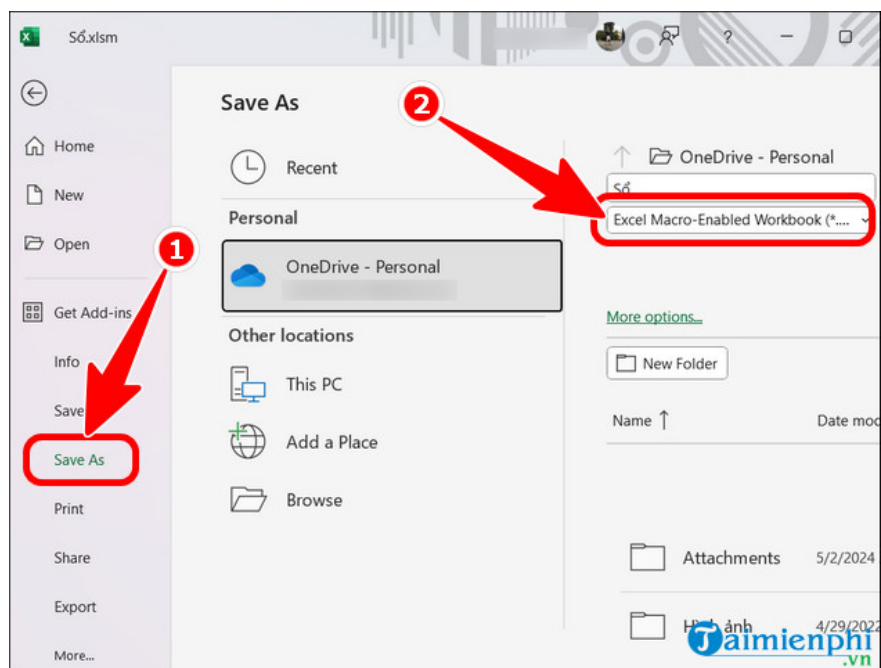 Số.xlsm
?
Save As
2
Home
New
Open
1
Get Add-ins
Info
Save
Save As
Print
Share
Export
More...
Recent
Personal
OneDrive - Personal
Other locations
This PC
Add a Place
Browse
OneDrive - Personal
Số
Excel Macro-Enabled Workbook (*....
More options...
New Folder
Name ↑
Date mod
Attachments
5/2/2024
Hình ảnh
4/29/2022
Taimienphi
.vn